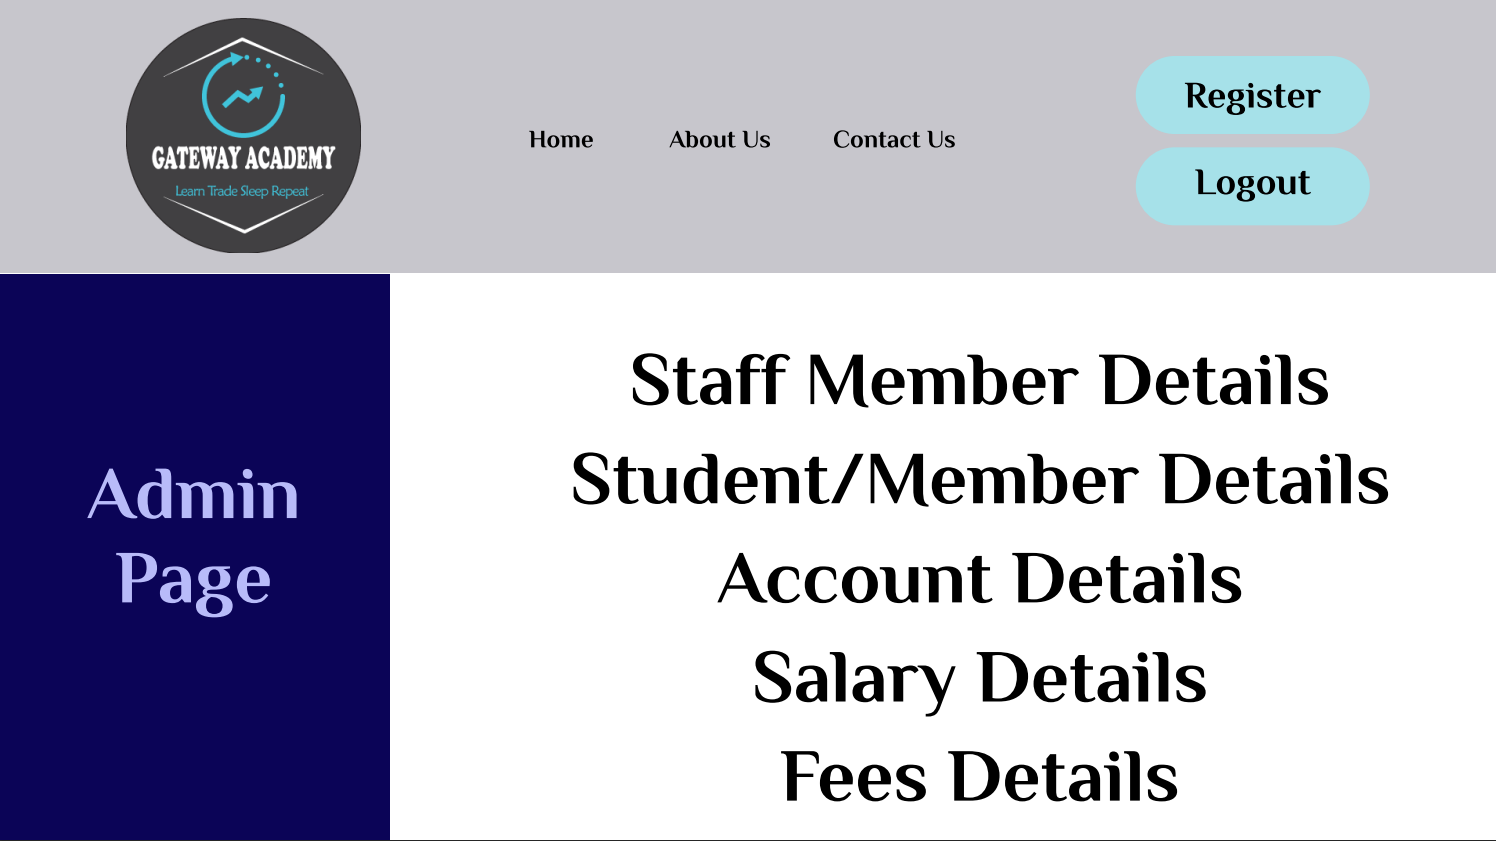 GATEWAY ACADEMY
Learn Trade Sleep Repeat
Home
About Us
Contact Us
Register
Logout
Admin
Page
Staff Member Details
Student/Member Details
Account Details
Salary Details
Fees Details